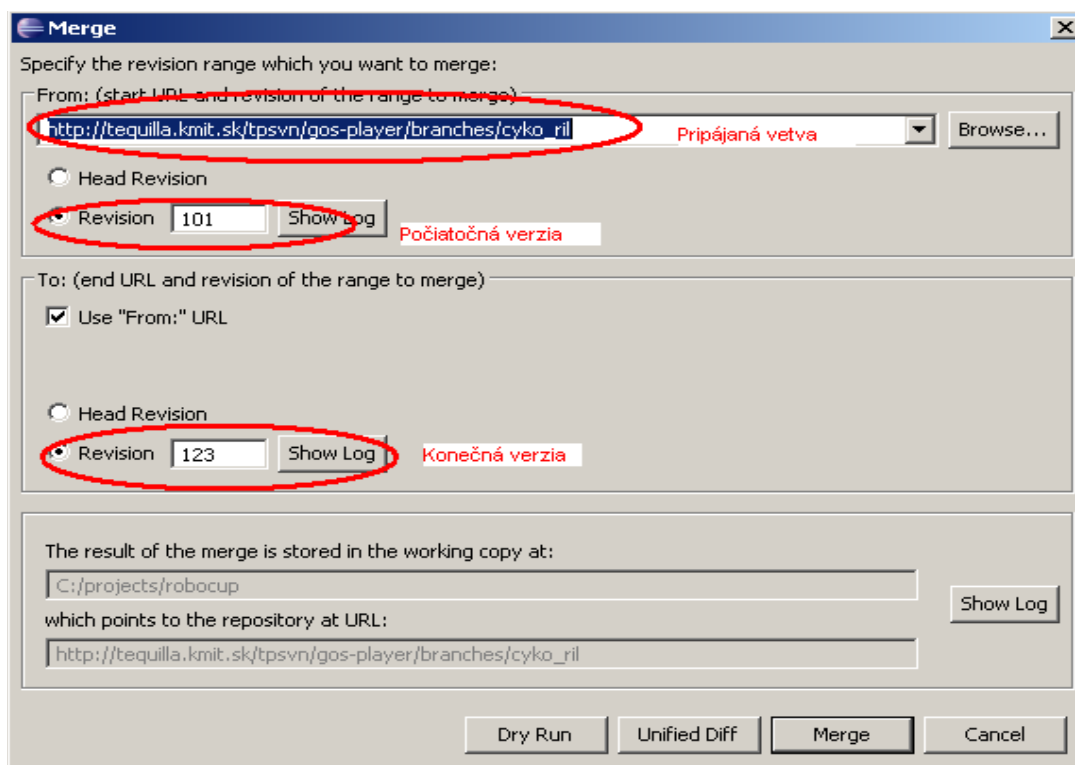 Merge
Specify the revision range which you want to merge:
From: (start URL and revision of the range to merge)
http://tequilla.kmit.sk/tpsvn/gos-player/branches/cyko_ril Pripájaná vetva Browse...
Head Revision
Revision 101 Show Log Počiatočná verzia
To: (end URL and revision of the range to merge)
Use "From:" URL
Head Revision
Revision 123 Show Log Konečná verzia
The result of the merge is stored in the working copy at:
C:/projects/robocup
Show Log
which points to the repository at URL:
http://tequilla.kmit.sk/tpsvn/gos-player/branches/cyko_ril
Dry Run Unified Diff Merge Cancel